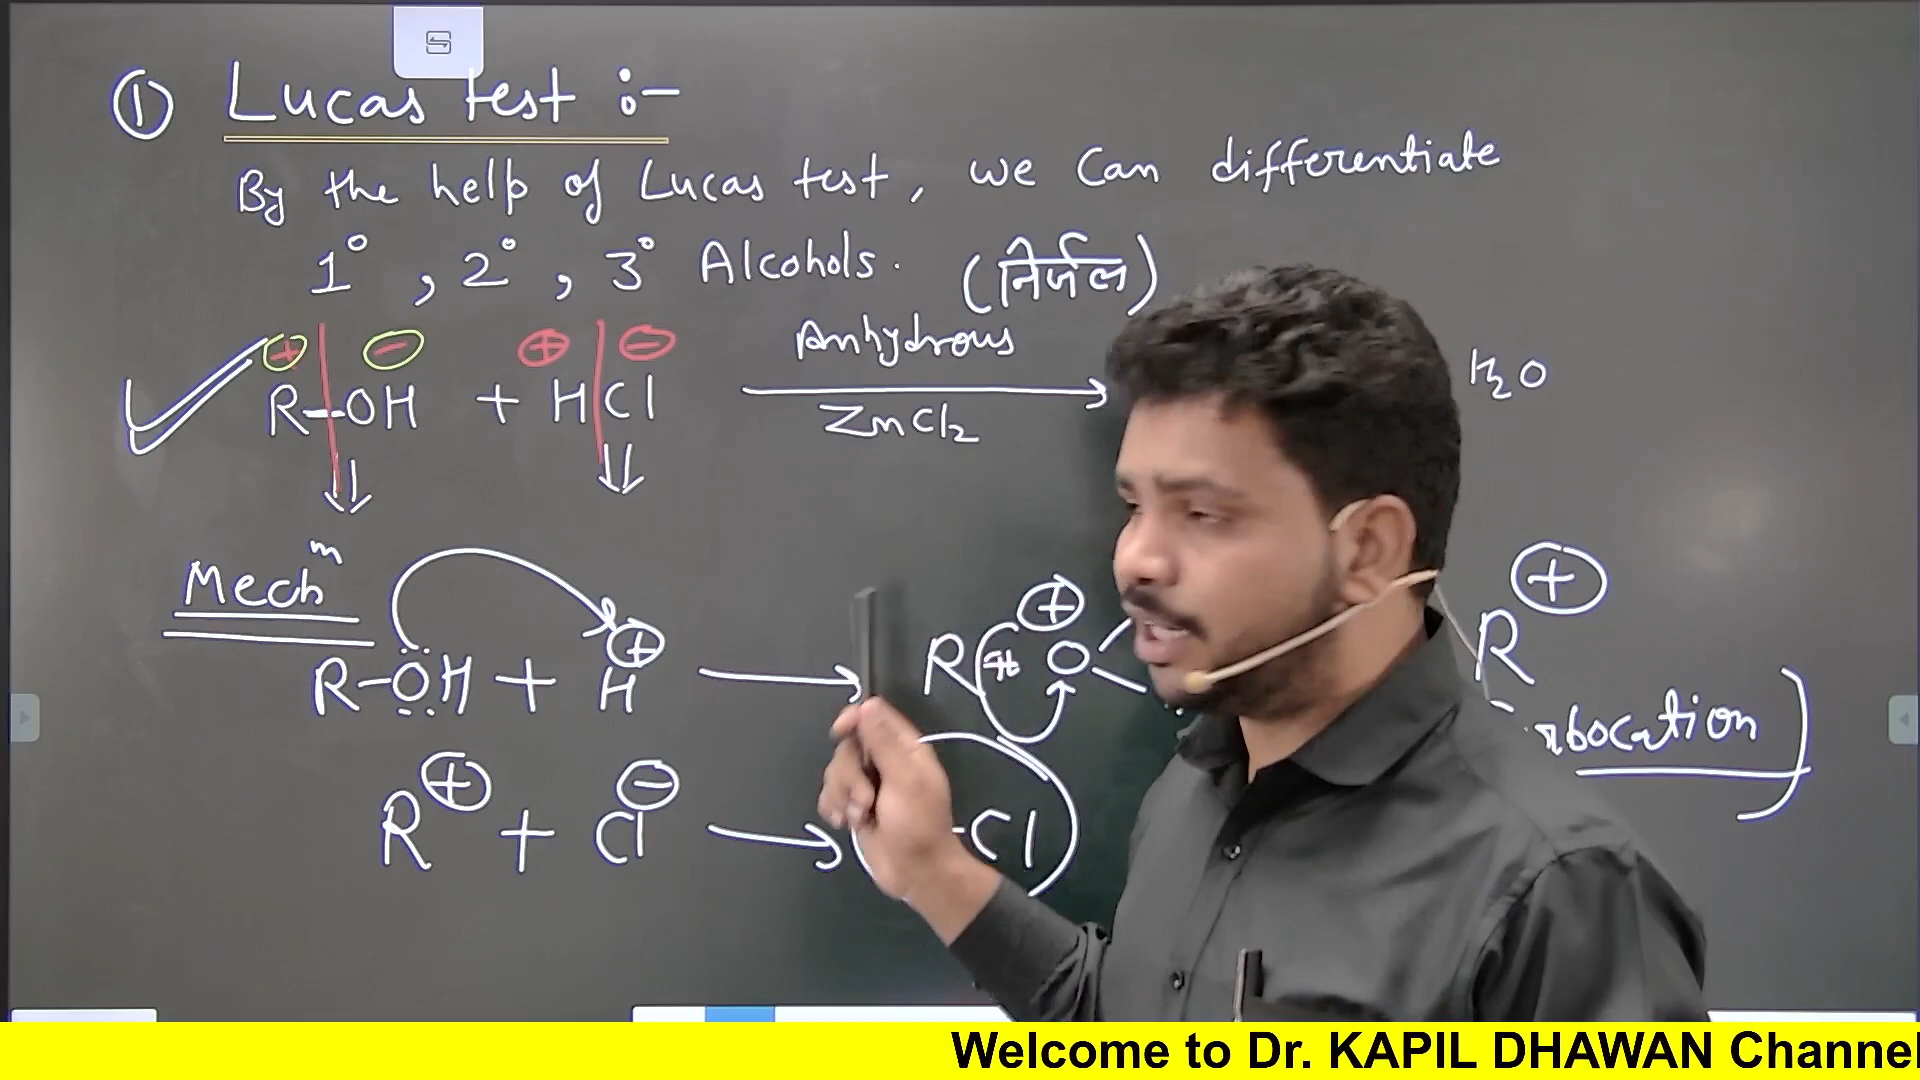 ① Lucas test :-
By the help of Lucas test, we can differentiate
1°, 2°, 3° Alcohols. (निर्जल)
⊕ ⊖ ⊕ ⊖ Anhydrous
R-OH + HCl → H2O
ZnCl2
Mechm
R-ÖH + H⊕ → R O⊕ R⊕
R⊕ + Cl⊖ → -Cl
Welcome to Dr. KAPIL DHAWAN Channel